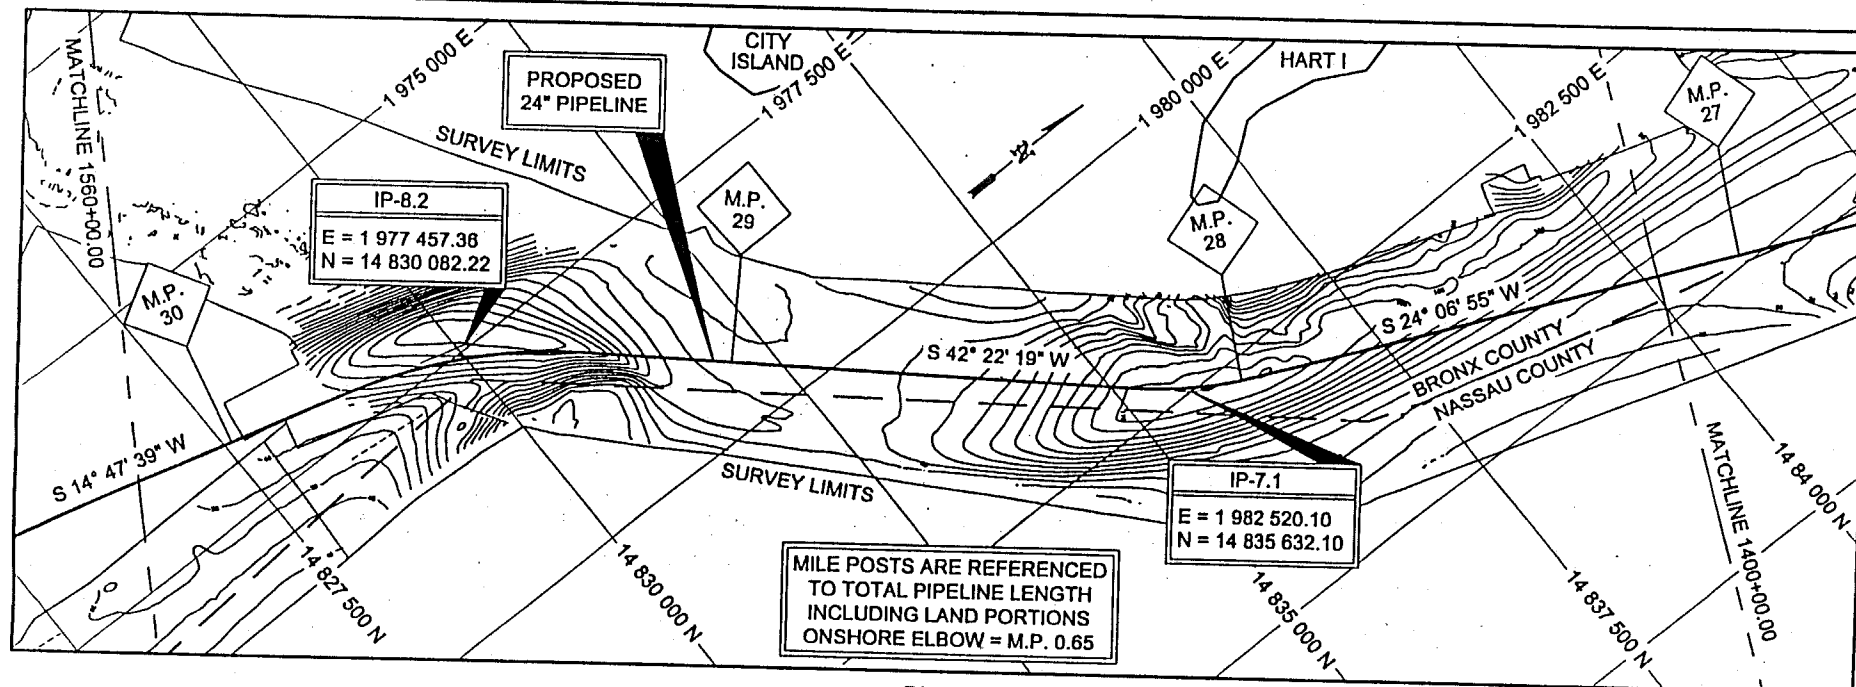 MATCHLINE 1560+00.00
1 975 000 E
PROPOSED
24" PIPELINE
CITY
ISLAND
1 977 500 E
1 980 000 E
HART I
1 982 500 E
M.P.
27
SURVEY LIMITS
IP-8.2
E = 1 977 457.36
N = 14 830 082.22
M.P.
29
M.P.
28
M.P.
30
S 42° 22' 19" W
S 24° 06' 55" W
BRONX COUNTY
NASSAU COUNTY
S 14° 47' 39" W
SURVEY LIMITS
IP-7.1
E = 1 982 520.10
N = 14 835 632.10
MATCHLINE 1400+00.00
14 84 000 N
14 827 500 N
14 830 000 N
MILE POSTS ARE REFERENCED
TO TOTAL PIPELINE LENGTH
INCLUDING LAND PORTIONS
ONSHORE ELBOW = M.P. 0.65
14 835 000 N
14 837 500 N